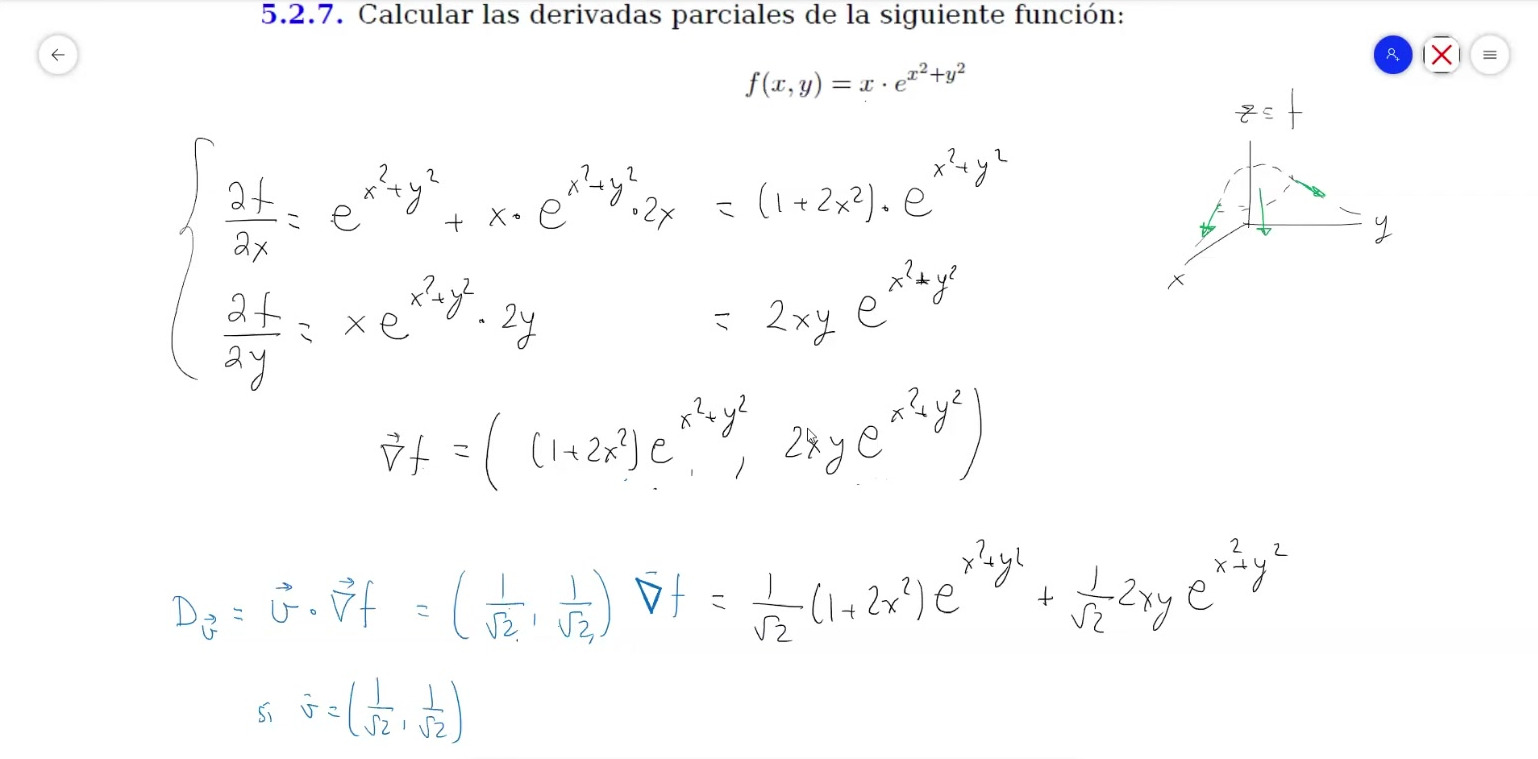 5.2.7. Calcular las derivadas parciales de la siguiente función:
f(x, y) = x · e^{x²+y²}
z = f
x
y
∂f/∂x = e^{x²+y²} + x · e^{x²+y²} · 2x = (1 + 2x²) · e^{x²+y²}
∂f/∂y = x e^{x²+y²} · 2y = 2xy e^{x²+y²}
∇⃗f = ( (1+2x²) e^{x²+y²} , 2xy e^{x²+y²} )
D_{v⃗} = v⃗ · ∇⃗f = ( 1/√2 , 1/√2 ) ∇̄f = 1/√2 (1 + 2x²) e^{x²+y²} + 1/√2 2xy e^{x²+y²}
si v̄ = ( 1/√2 , 1/√2 )